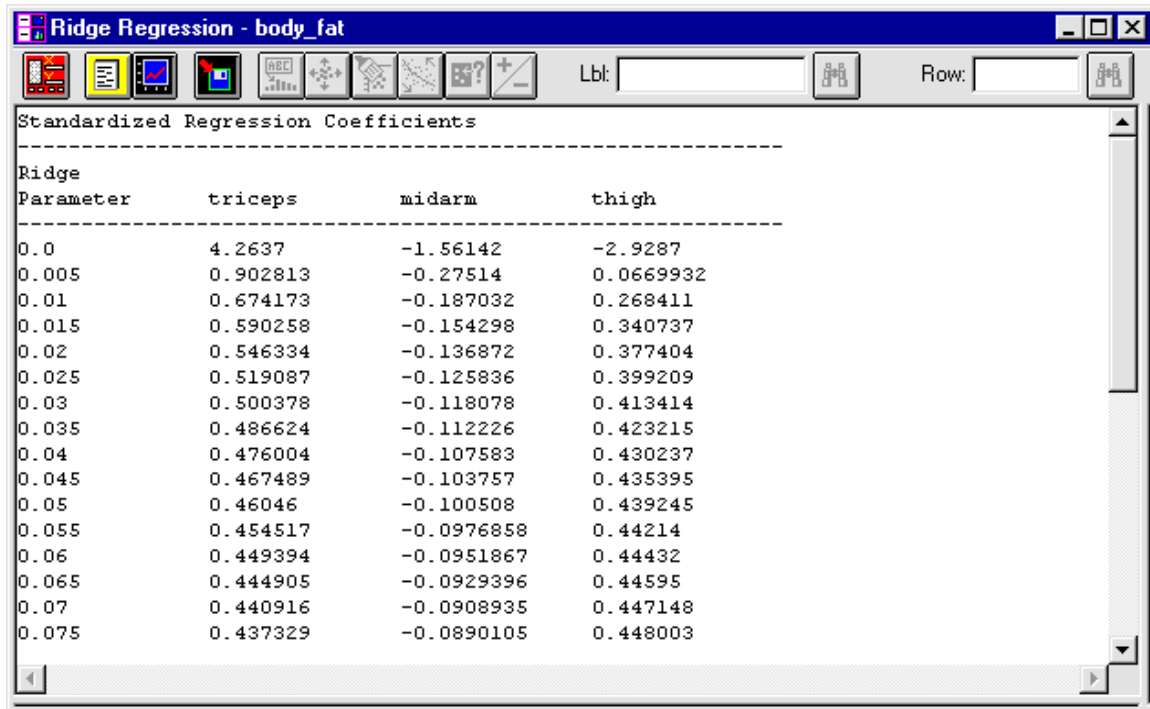 Ridge Regression - body_fat
ABC ? Lbl: Row:
Standardized Regression Coefficients
------------------------------------------------------------
Ridge
Parameter triceps midarm thigh
------------------------------------------------------------
0.0 4.2637 -1.56142 -2.9287
0.005 0.902813 -0.27514 0.0669932
0.01 0.674173 -0.187032 0.268411
0.015 0.590258 -0.154298 0.340737
0.02 0.546334 -0.136872 0.377404
0.025 0.519087 -0.125836 0.399209
0.03 0.500378 -0.118078 0.413414
0.035 0.486624 -0.112226 0.423215
0.04 0.476004 -0.107583 0.430237
0.045 0.467489 -0.103757 0.435395
0.05 0.46046 -0.100508 0.439245
0.055 0.454517 -0.0976858 0.44214
0.06 0.449394 -0.0951867 0.44432
0.065 0.444905 -0.0929396 0.44595
0.07 0.440916 -0.0908935 0.447148
0.075 0.437329 -0.0890105 0.448003